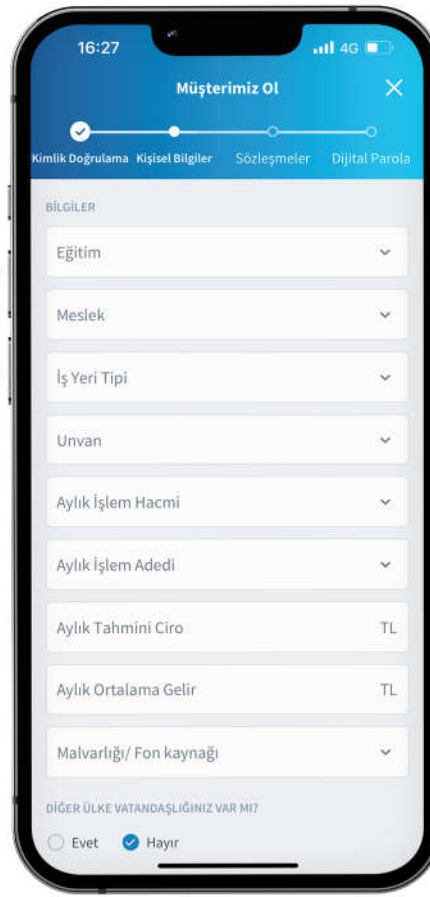 16:27
4G
Müşterimiz Ol
Kimlik Doğrulama Kişisel Bilgiler Sözleşmeler Dijital Parola
BİLGİLER
Eğitim
Meslek
İş Yeri Tipi
Unvan
Aylık İşlem Hacmi
Aylık İşlem Adedi
Aylık Tahmini Ciro TL
Aylık Ortalama Gelir TL
Malvarlığı/ Fon kaynağı
DİĞER ÜLKE VATANDAŞLIĞINIZ VAR MI?
Evet Hayır